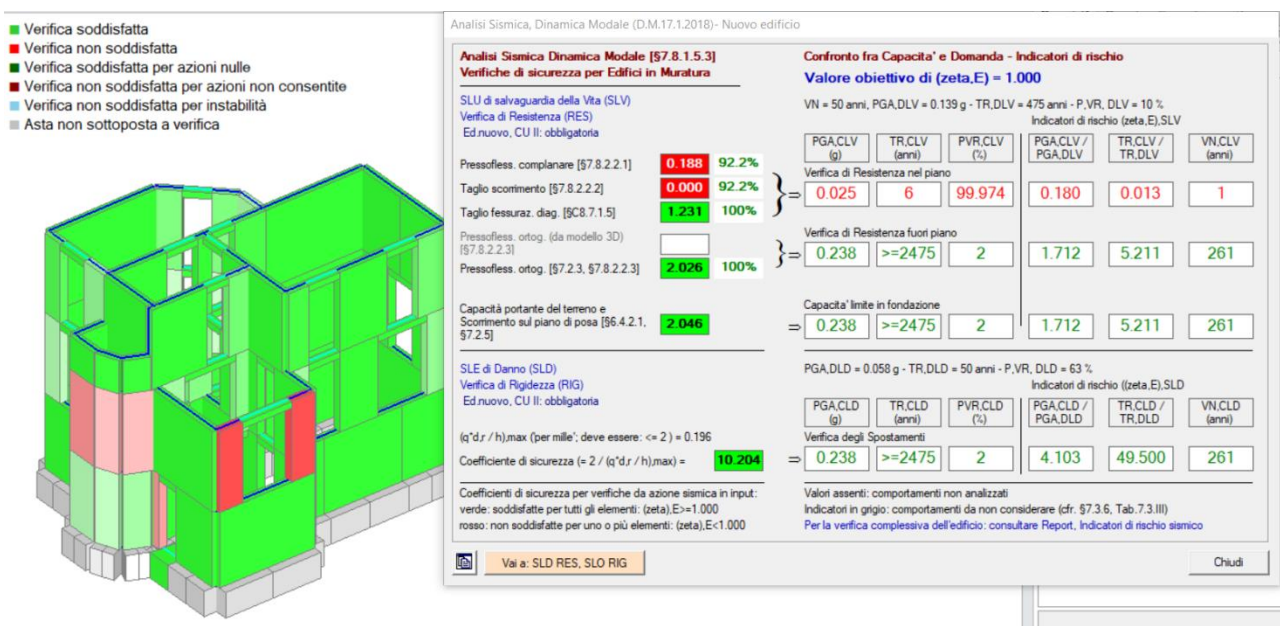 Verifica soddisfatta
Verifica non soddisfatta
Verifica soddisfatta per azioni nulle
Verifica non soddisfatta per azioni non consentite
Verifica non soddisfatta per instabilità
Asta non sottoposta a verifica
Analisi Sismica, Dinamica Modale (D.M.17.1.2018)- Nuovo edificio
Analisi Sismica Dinamica Modale [§7.8.1.5.3]
Verifiche di sicurezza per Edifici in Muratura
SLU di salvaguardia della Vita (SLV)
Verifica di Resistenza (RES)
Ed.nuovo, CU II: obbligatoria
Pressofless. complanare [§7.8.2.2.1] 0.188 92.2%
Taglio scorrimento [§7.8.2.2.2] 0.000 92.2%
Taglio fessuraz. diag. [§C8.7.1.5] 1.231 100%
Pressofless. ortog. (da modello 3D)
[§7.8.2.2.3]
Pressofless. ortog. [§7.2.3, §7.8.2.2.3] 2.026 100%
Capacità portante del terreno e
Scorrimento sul piano di posa [§6.4.2.1, 2.046
§7.2.5]
SLE di Danno (SLD)
Verifica di Rigidezza (RIG)
Ed.nuovo, CU II: obbligatoria
(q*d,r / h),max ('per mille'; deve essere: <= 2 ) = 0.196
Coefficiente di sicurezza (= 2 / (q*d,r / h),max) = 10.204
Coefficienti di sicurezza per verifiche da azione sismica in input:
verde: soddisfatte per tutti gli elementi: (zeta),E>=1.000
rosso: non soddisfatte per uno o più elementi: (zeta),E<1.000
Confronto fra Capacita' e Domanda - Indicatori di rischio
Valore obiettivo di (zeta,E) = 1.000
VN = 50 anni, PGA,DLV = 0.139 g - TR,DLV = 475 anni - P,VR, DLV = 10 %
Indicatori di rischio (zeta,E),SLV
PGA,CLV TR,CLV PVR,CLV PGA,CLV / TR,CLV / VN,CLV
(g) (anni) (%) PGA,DLV TR,DLV (anni)
Verifica di Resistenza nel piano
} ⇒ 0.025 6 99.974 0.180 0.013 1
Verifica di Resistenza fuori piano
} ⇒ 0.238 >=2475 2 1.712 5.211 261
Capacita' limite in fondazione
⇒ 0.238 >=2475 2 1.712 5.211 261
PGA,DLD = 0.058 g - TR,DLD = 50 anni - P,VR, DLD = 63 %
Indicatori di rischio ((zeta,E),SLD
PGA,CLD TR,CLD PVR,CLD PGA,CLD / TR,CLD / VN,CLD
(g) (anni) (%) PGA,DLD TR,DLD (anni)
Verifica degli Spostamenti
⇒ 0.238 >=2475 2 4.103 49.500 261
Valori assenti: comportamenti non analizzati
Indicatori in grigio: comportamenti da non considerare (cfr. §7.3.6, Tab.7.3.III)
Per la verifica complessiva dell'edificio: consultare Report, Indicatori di rischio sismico
Vai a: SLD RES, SLO RIG
Chiudi